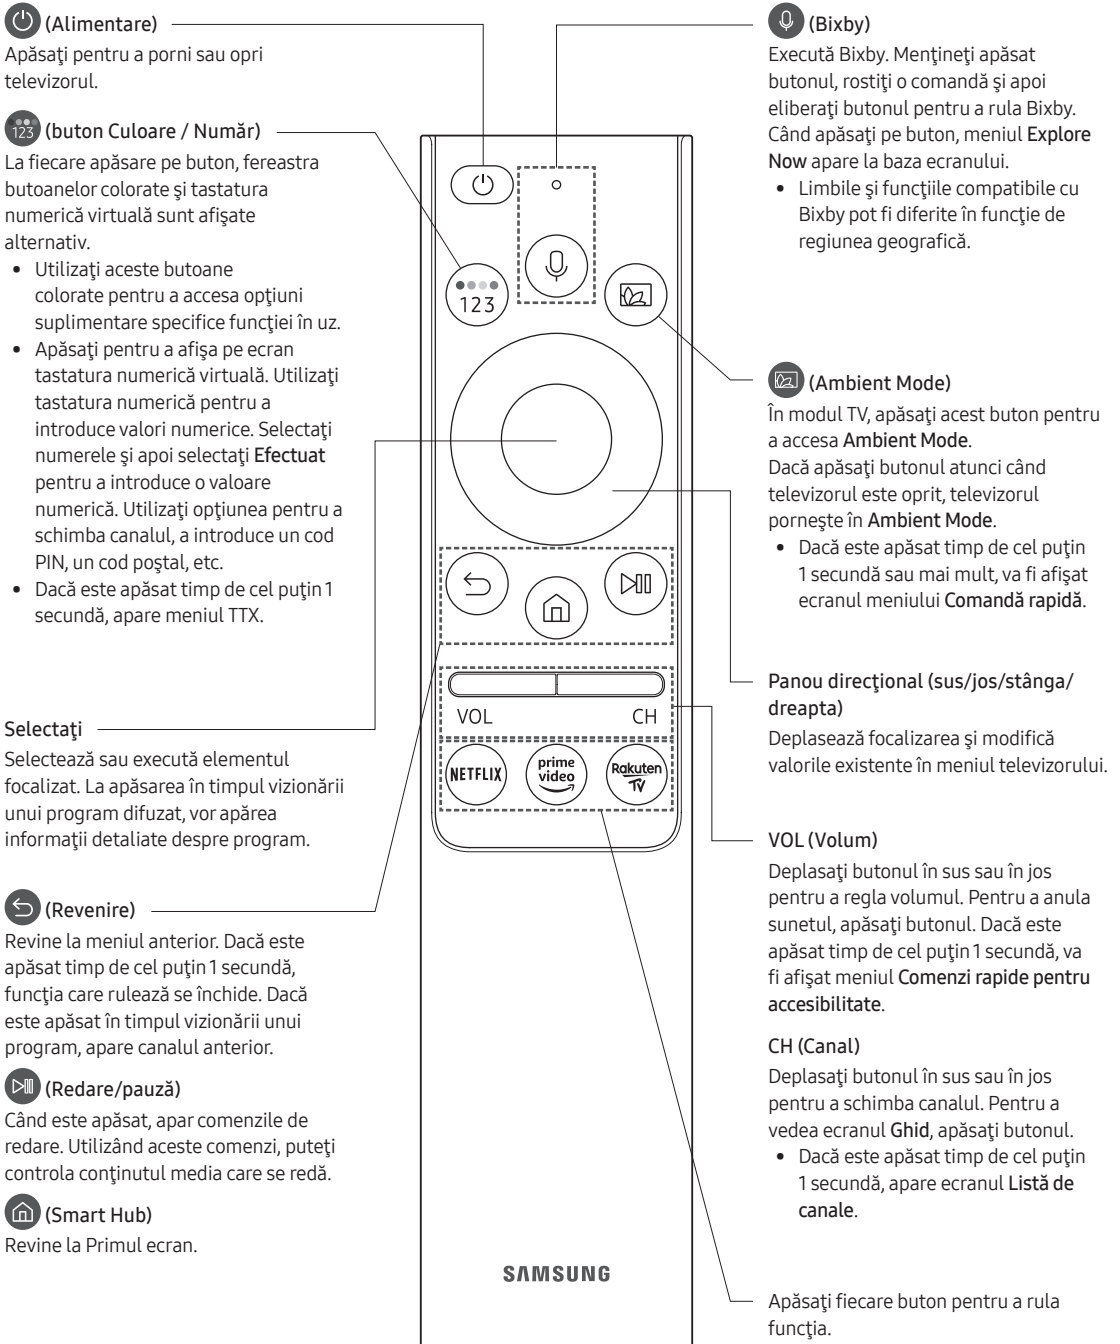 (Alimentare)
Apăsaţi pentru a porni sau opri
televizorul.
123 (buton Culoare / Număr)
La fiecare apăsare pe buton, fereastra
butoanelor colorate şi tastatura
numerică virtuală sunt afişate
alternativ.
• Utilizaţi aceste butoane
colorate pentru a accesa opţiuni
suplimentare specifice funcţiei în uz.
• Apăsaţi pentru a afişa pe ecran
tastatura numerică virtuală. Utilizaţi
tastatura numerică pentru a
introduce valori numerice. Selectaţi
numerele şi apoi selectaţi Efectuat
pentru a introduce o valoare
numerică. Utilizaţi opţiunea pentru a
schimba canalul, a introduce un cod
PIN, un cod poştal, etc.
• Dacă este apăsat timp de cel puţin 1
secundă, apare meniul TTX.
Selectaţi
Selectează sau execută elementul
focalizat. La apăsarea în timpul vizionării
unui program difuzat, vor apărea
informaţii detaliate despre program.
(Revenire)
Revine la meniul anterior. Dacă este
apăsat timp de cel puţin 1 secundă,
funcţia care rulează se închide. Dacă
este apăsat în timpul vizionării unui
program, apare canalul anterior.
(Redare/pauză)
Când este apăsat, apar comenzile de
redare. Utilizând aceste comenzi, puteţi
controla conţinutul media care se redă.
(Smart Hub)
Revine la Primul ecran.
123
VOL
CH
NETFLIX
prime
video
Rakuten
TV
SAMSUNG
(Bixby)
Execută Bixby. Menţineţi apăsat
butonul, rostiţi o comandă şi apoi
eliberaţi butonul pentru a rula Bixby.
Când apăsaţi pe buton, meniul Explore
Now apare la baza ecranului.
• Limbile şi funcţiile compatibile cu
Bixby pot fi diferite în funcţie de
regiunea geografică.
(Ambient Mode)
În modul TV, apăsaţi acest buton pentru
a accesa Ambient Mode.
Dacă apăsaţi butonul atunci când
televizorul este oprit, televizorul
porneşte în Ambient Mode.
• Dacă este apăsat timp de cel puţin
1 secundă sau mai mult, va fi afişat
ecranul meniului Comandă rapidă.
Panou direcţional (sus/jos/stânga/
dreapta)
Deplasează focalizarea şi modifică
valorile existente în meniul televizorului.
VOL (Volum)
Deplasaţi butonul în sus sau în jos
pentru a regla volumul. Pentru a anula
sunetul, apăsaţi butonul. Dacă este
apăsat timp de cel puţin 1 secundă, va
fi afişat meniul Comenzi rapide pentru
accesibilitate.
CH (Canal)
Deplasaţi butonul în sus sau în jos
pentru a schimba canalul. Pentru a
vedea ecranul Ghid, apăsaţi butonul.
• Dacă este apăsat timp de cel puţin
1 secundă, apare ecranul Listă de
canale.
Apăsaţi fiecare buton pentru a rula
funcţia.